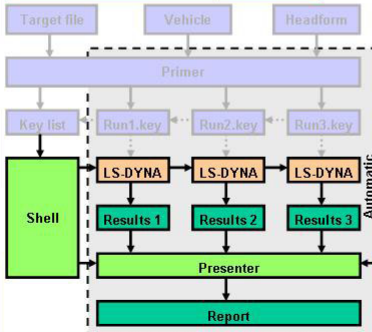 Target file Vehicle Headform
Primer
Key list Run1.key Run2.key Run3.key
LS-DYNA LS-DYNA LS-DYNA
Shell
Results 1 Results 2 Results 3
Automatic
Presenter
Report